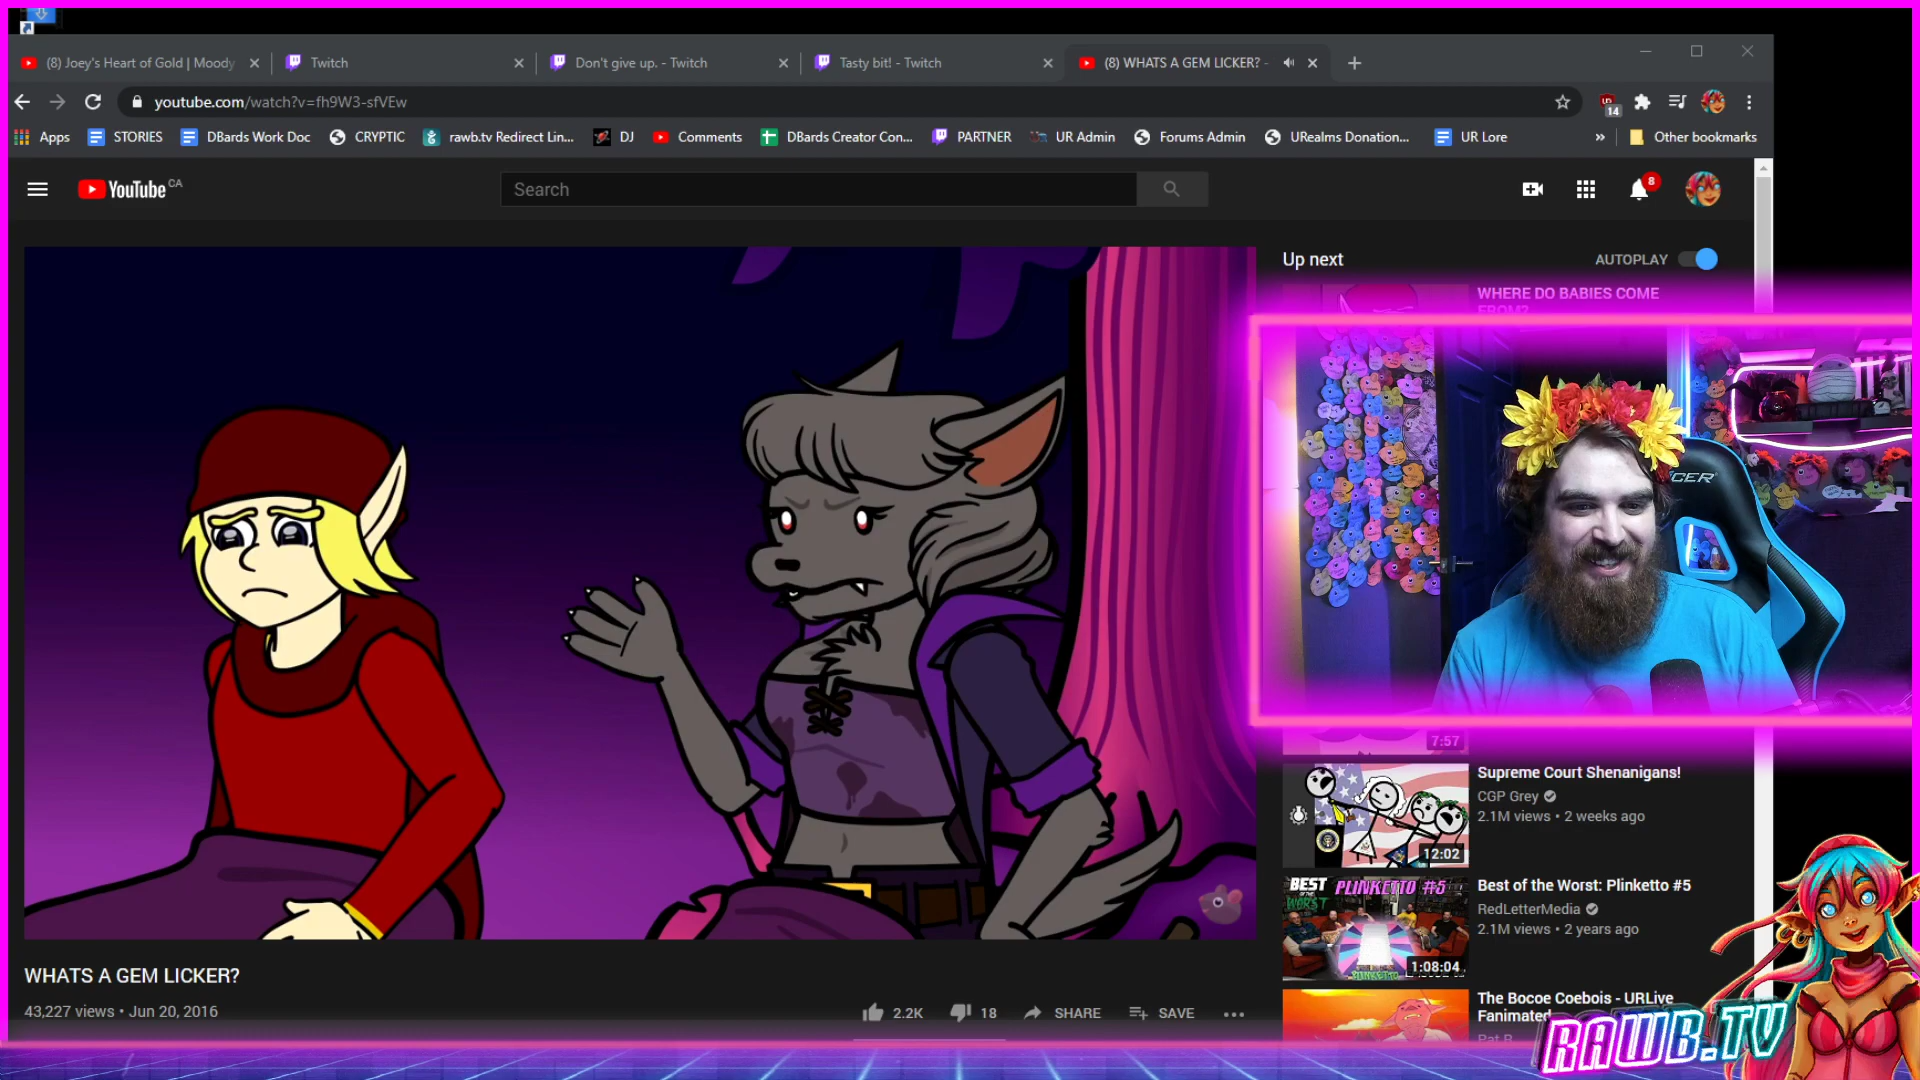 (8) Joey's Heart of Gold | Moody
Twitch
Don't give up. - Twitch
Tasty bit! - Twitch
(8) WHATS A GEM LICKER? -
youtube.com/watch?v=fh9W3-sfVEw
14
Apps
STORIES
DBards Work Doc
CRYPTIC
rawb.tv Redirect Lin...
DJ
Comments
DBards Creator Con...
PARTNER
UR Admin
Forums Admin
URealms Donation...
UR Lore
»
Other bookmarks
YouTube CA
Search
8
Up next
AUTOPLAY
WHERE DO BABIES COME
FROM?
7:57
Supreme Court Shenanigans!
CGP Grey
2.1M views • 2 weeks ago
12:02
BEST OF THE WORST
PLINKETTO #5
Best of the Worst: Plinketto #5
RedLetterMedia
2.1M views • 2 years ago
1:08:04
The Bocoe Coebois - URLive
Fanimated
WHATS A GEM LICKER?
43,227 views • Jun 20, 2016
2.2K
18
SHARE
SAVE
RAWB.TV